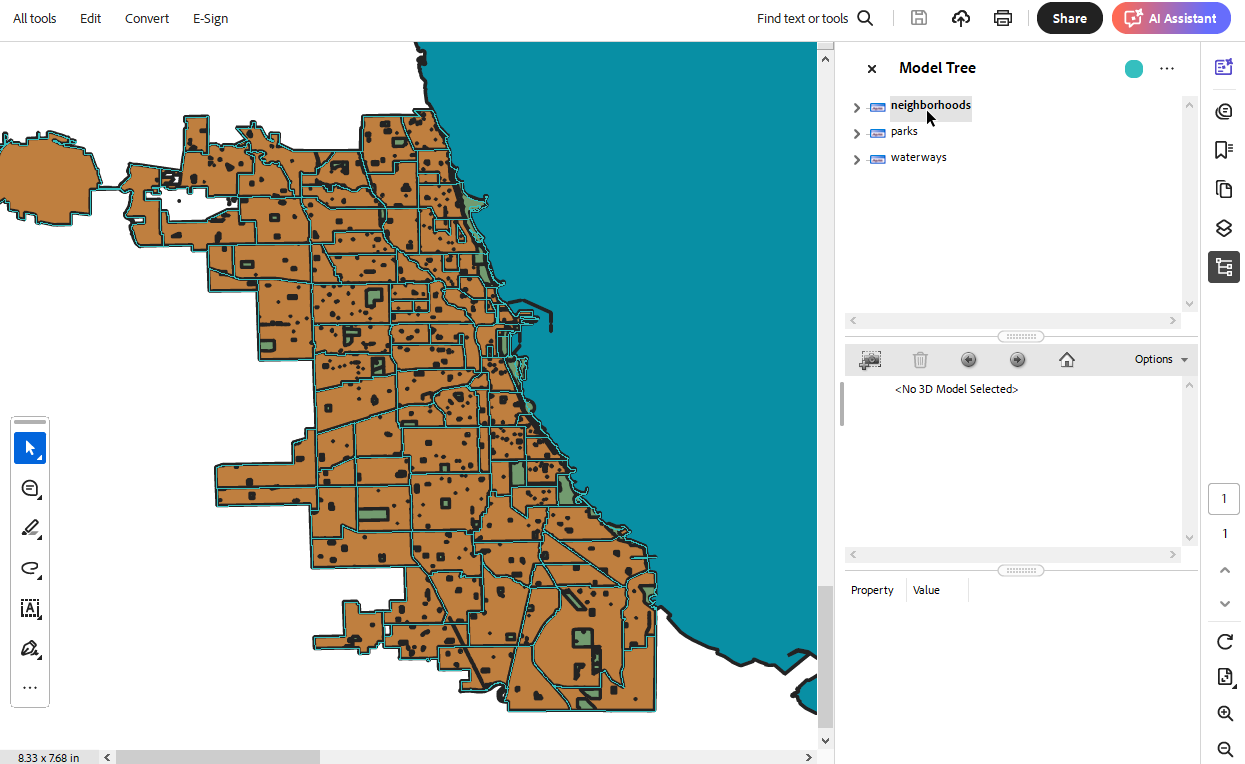 All tools Edit Convert E-Sign Find text or tools Share AI Assistant
Model Tree
neighborhoods
parks
waterways
Options
<No 3D Model Selected>
1
1
Property Value
8.33 x 7.68 in